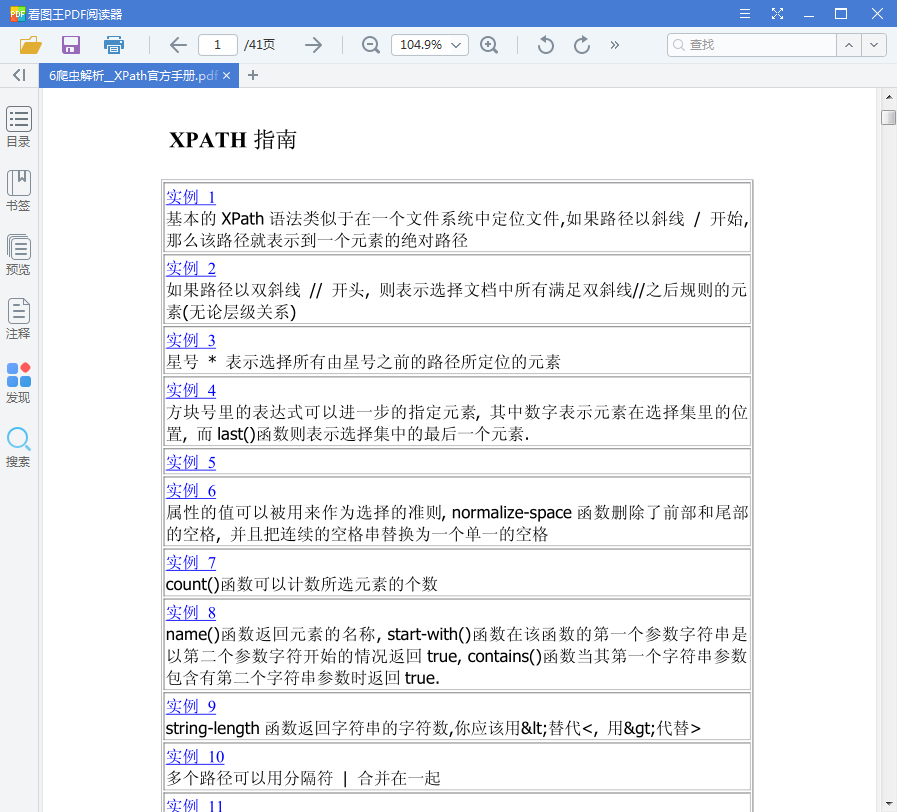 看图王PDF阅读器
1 /41页 104.9% 查找
6爬虫解析__XPath官方手册.pdf
目录
书签
预览
注释
发现
搜索
XPATH 指南
实例 1
基本的 XPath 语法类似于在一个文件系统中定位文件,如果路径以斜线 / 开始,
那么该路径就表示到一个元素的绝对路径
实例 2
如果路径以双斜线 // 开头, 则表示选择文档中所有满足双斜线//之后规则的元
素(无论层级关系)
实例 3
星号 * 表示选择所有由星号之前的路径所定位的元素
实例 4
方块号里的表达式可以进一步的指定元素, 其中数字表示元素在选择集里的位
置, 而 last()函数则表示选择集中的最后一个元素.
实例 5
实例 6
属性的值可以被用来作为选择的准则, normalize-space 函数删除了前部和尾部
的空格, 并且把连续的空格串替换为一个单一的空格
实例 7
count()函数可以计数所选元素的个数
实例 8
name()函数返回元素的名称, start-with()函数在该函数的第一个参数字符串是
以第二个参数字符开始的情况返回 true, contains()函数当其第一个字符串参数
包含有第二个字符串参数时返回 true.
实例 9
string-length 函数返回字符串的字符数,你应该用&lt;替代<, 用&gt;代替>
实例 10
多个路径可以用分隔符 | 合并在一起
实例 11